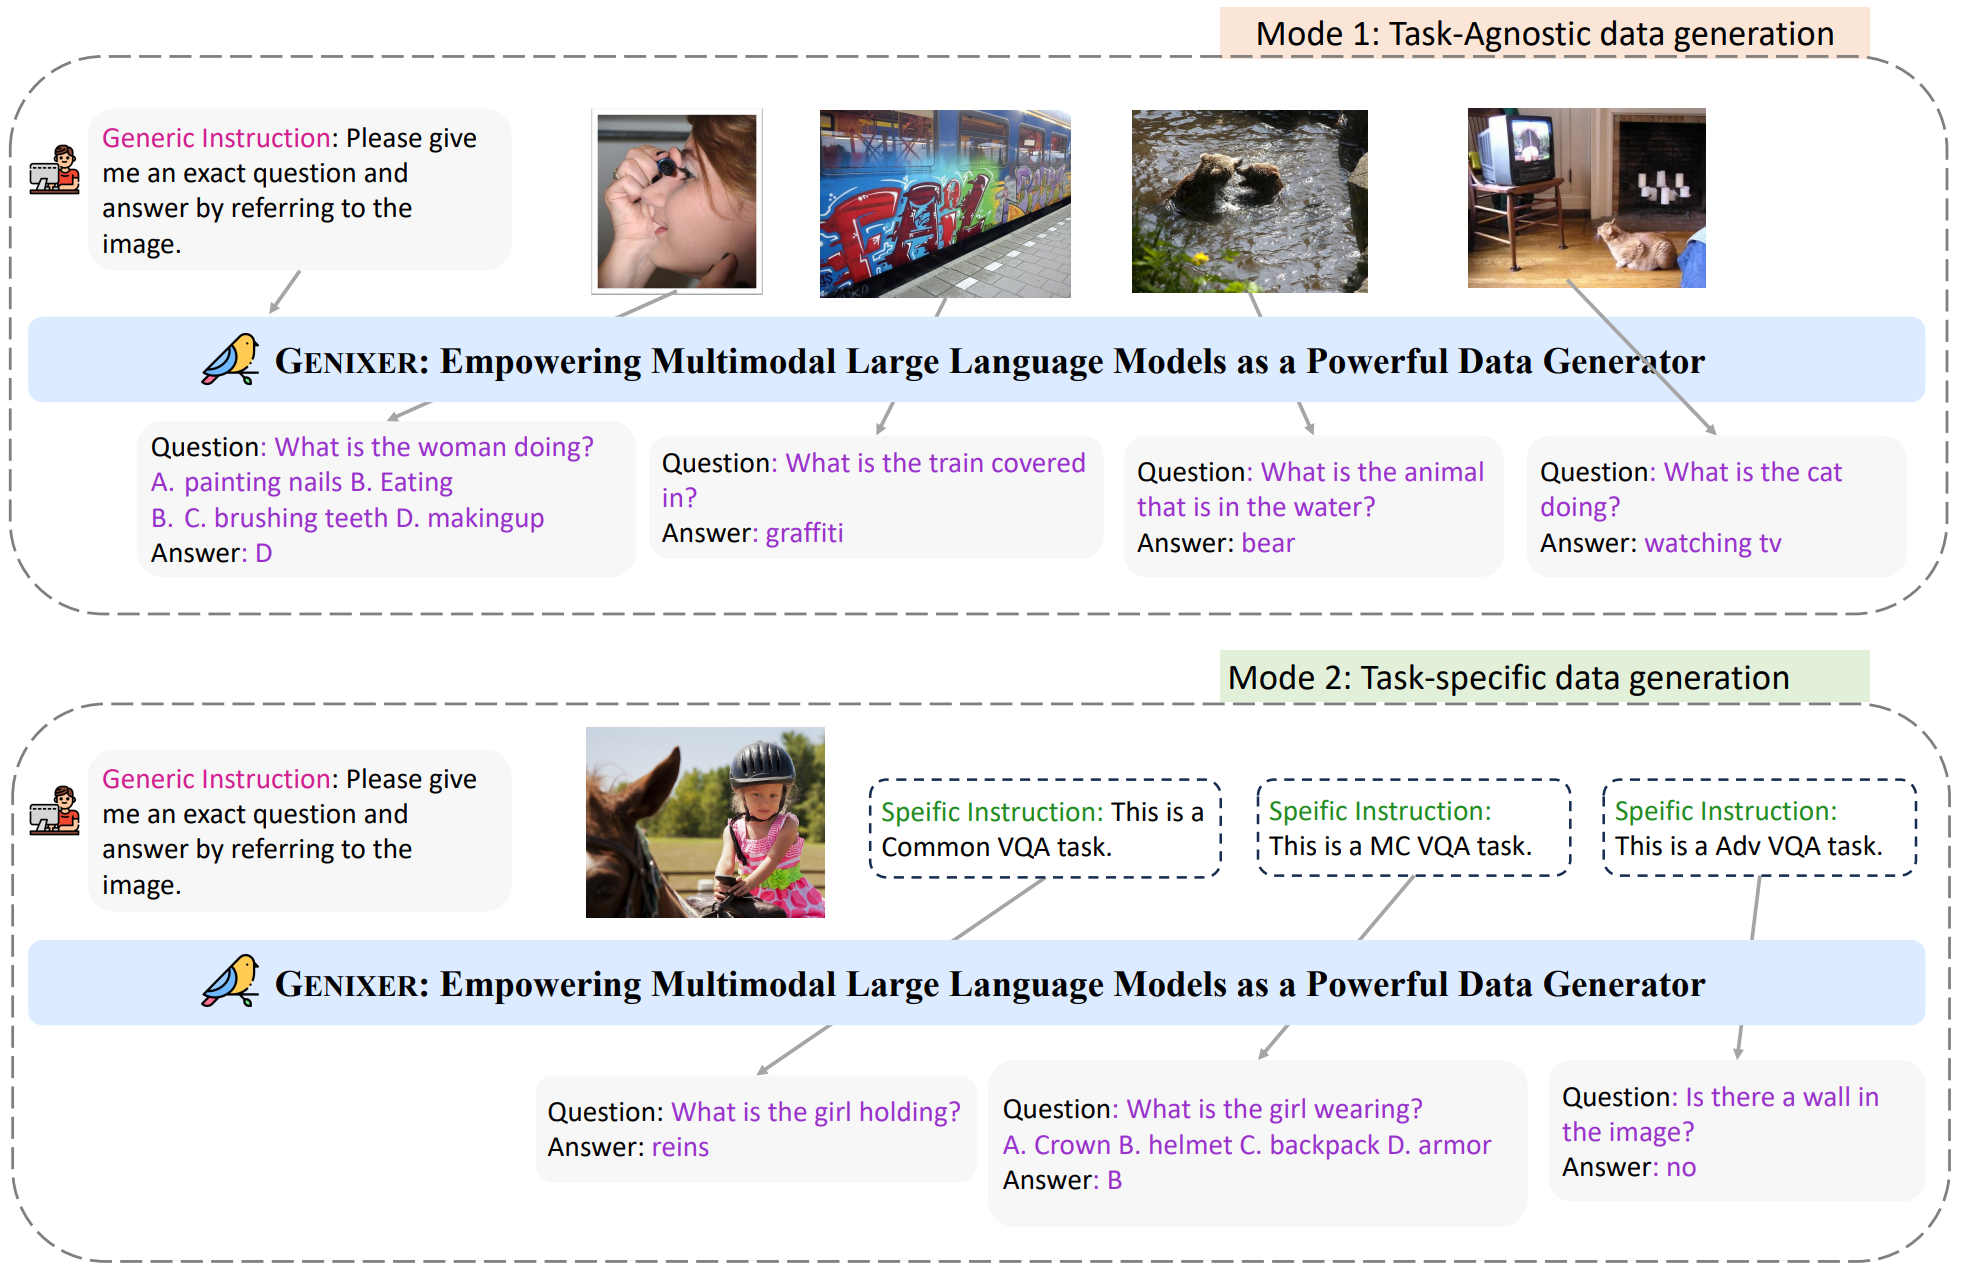 Mode 1: Task-Agnostic data generation
Generic Instruction: Please give
me an exact question and
answer by referring to the
image.
GENIXER: Empowering Multimodal Large Language Models as a Powerful Data Generator
Question: What is the woman doing?
A. painting nails B. Eating
B. C. brushing teeth D. makingup
Answer: D
Question: What is the train covered
in?
Answer: graffiti
Question: What is the animal
that is in the water?
Answer: bear
Question: What is the cat
doing?
Answer: watching tv
Mode 2: Task-specific data generation
Generic Instruction: Please give
me an exact question and
answer by referring to the
image.
Speific Instruction: This is a
Common VQA task.
Speific Instruction:
This is a MC VQA task.
Speific Instruction:
This is a Adv VQA task.
GENIXER: Empowering Multimodal Large Language Models as a Powerful Data Generator
Question: What is the girl holding?
Answer: reins
Question: What is the girl wearing?
A. Crown B. helmet C. backpack D. armor
Answer: B
Question: Is there a wall in
the image?
Answer: no